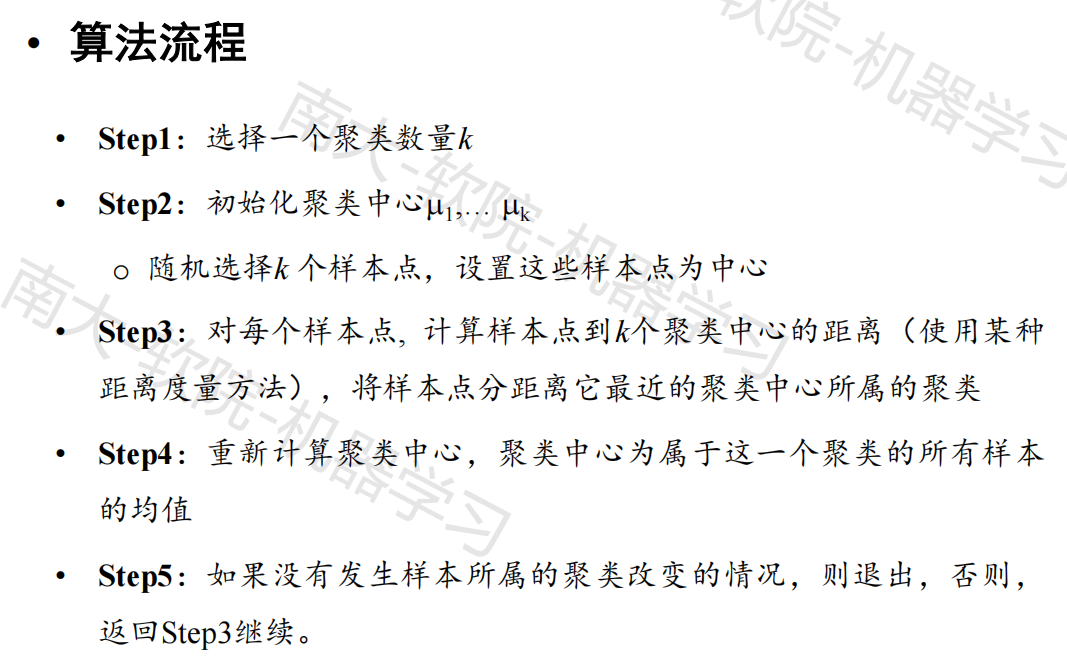 • 算法流程
• Step1：选择一个聚类数量k
• Step2：初始化聚类中心μ1,… μk
o 随机选择k 个样本点，设置这些样本点为中心
• Step3：对每个样本点, 计算样本点到k个聚类中心的距离（使用某种
距离度量方法），将样本点分距离它最近的聚类中心所属的聚类
• Step4：重新计算聚类中心，聚类中心为属于这一个聚类的所有样本
的均值
• Step5：如果没有发生样本所属的聚类改变的情况，则退出，否则，
返回Step3继续。
南大-软院-机器学习
南大-软院-机器学习
软院-机器学习